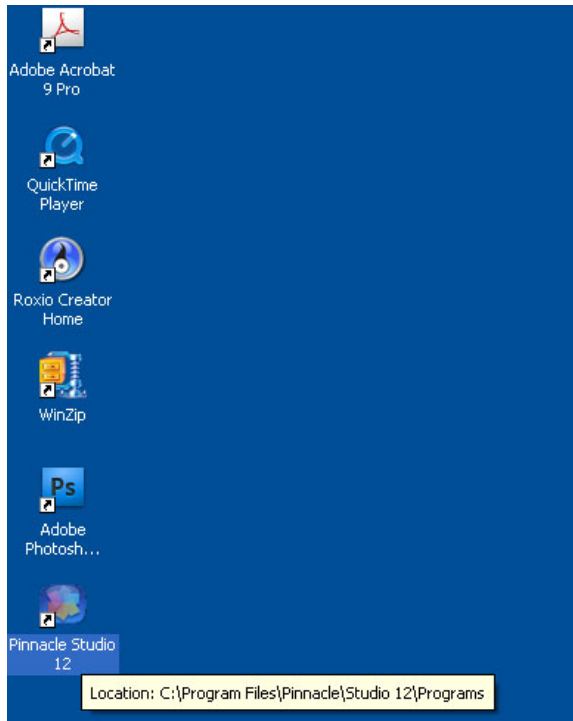 Adobe Acrobat
9 Pro
QuickTime
Player
Roxio Creator
Home
WinZip
Ps
Adobe
Photosh...
Pinnacle Studio
12
Location: C:\Program Files\Pinnacle\Studio 12\Programs